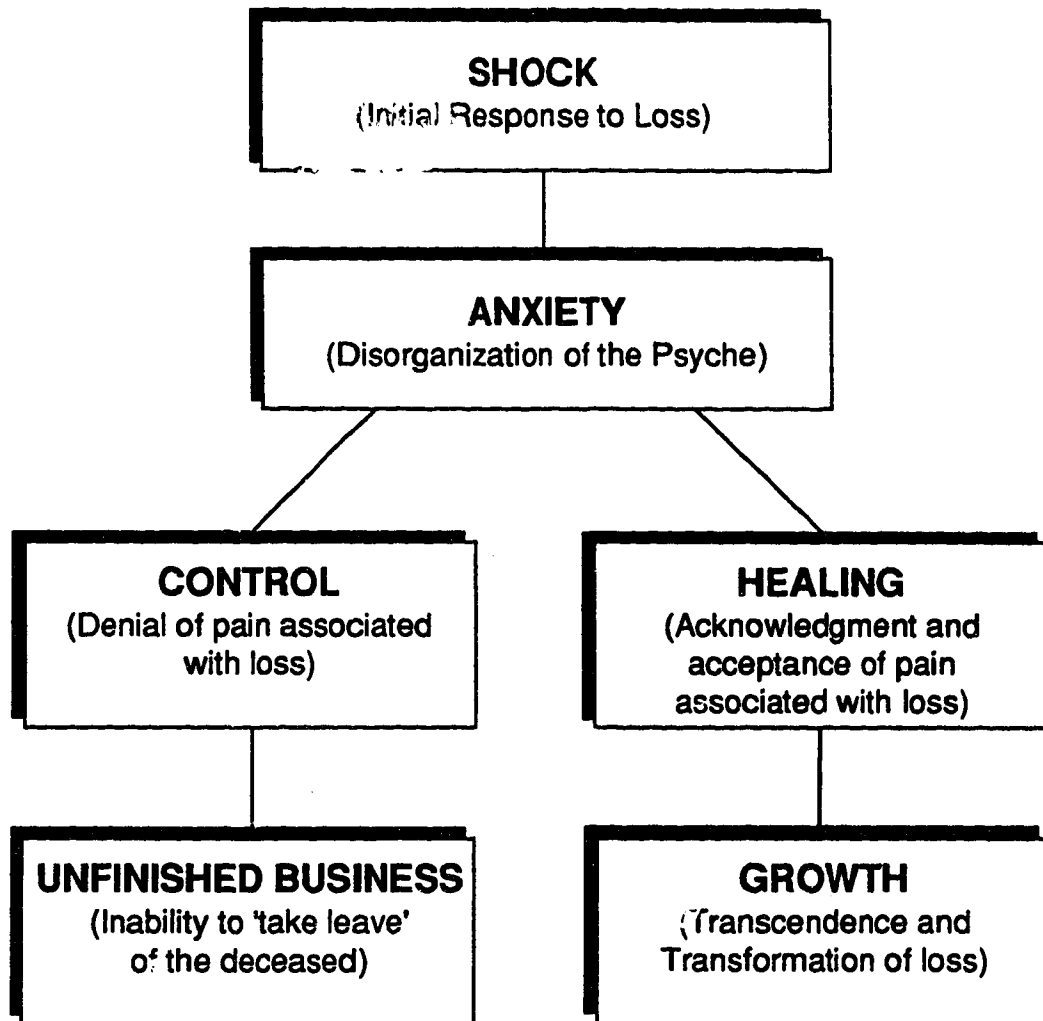 SHOCK
(Initial Response to Loss)
ANXIETY
(Disorganization of the Psyche)
CONTROL
(Denial of pain associated
with loss)
HEALING
(Acknowledgment and
acceptance of pain
associated with loss)
UNFINISHED BUSINESS
(Inability to 'take leave'
of the deceased)
GROWTH
(Transcendence and
Transformation of loss)